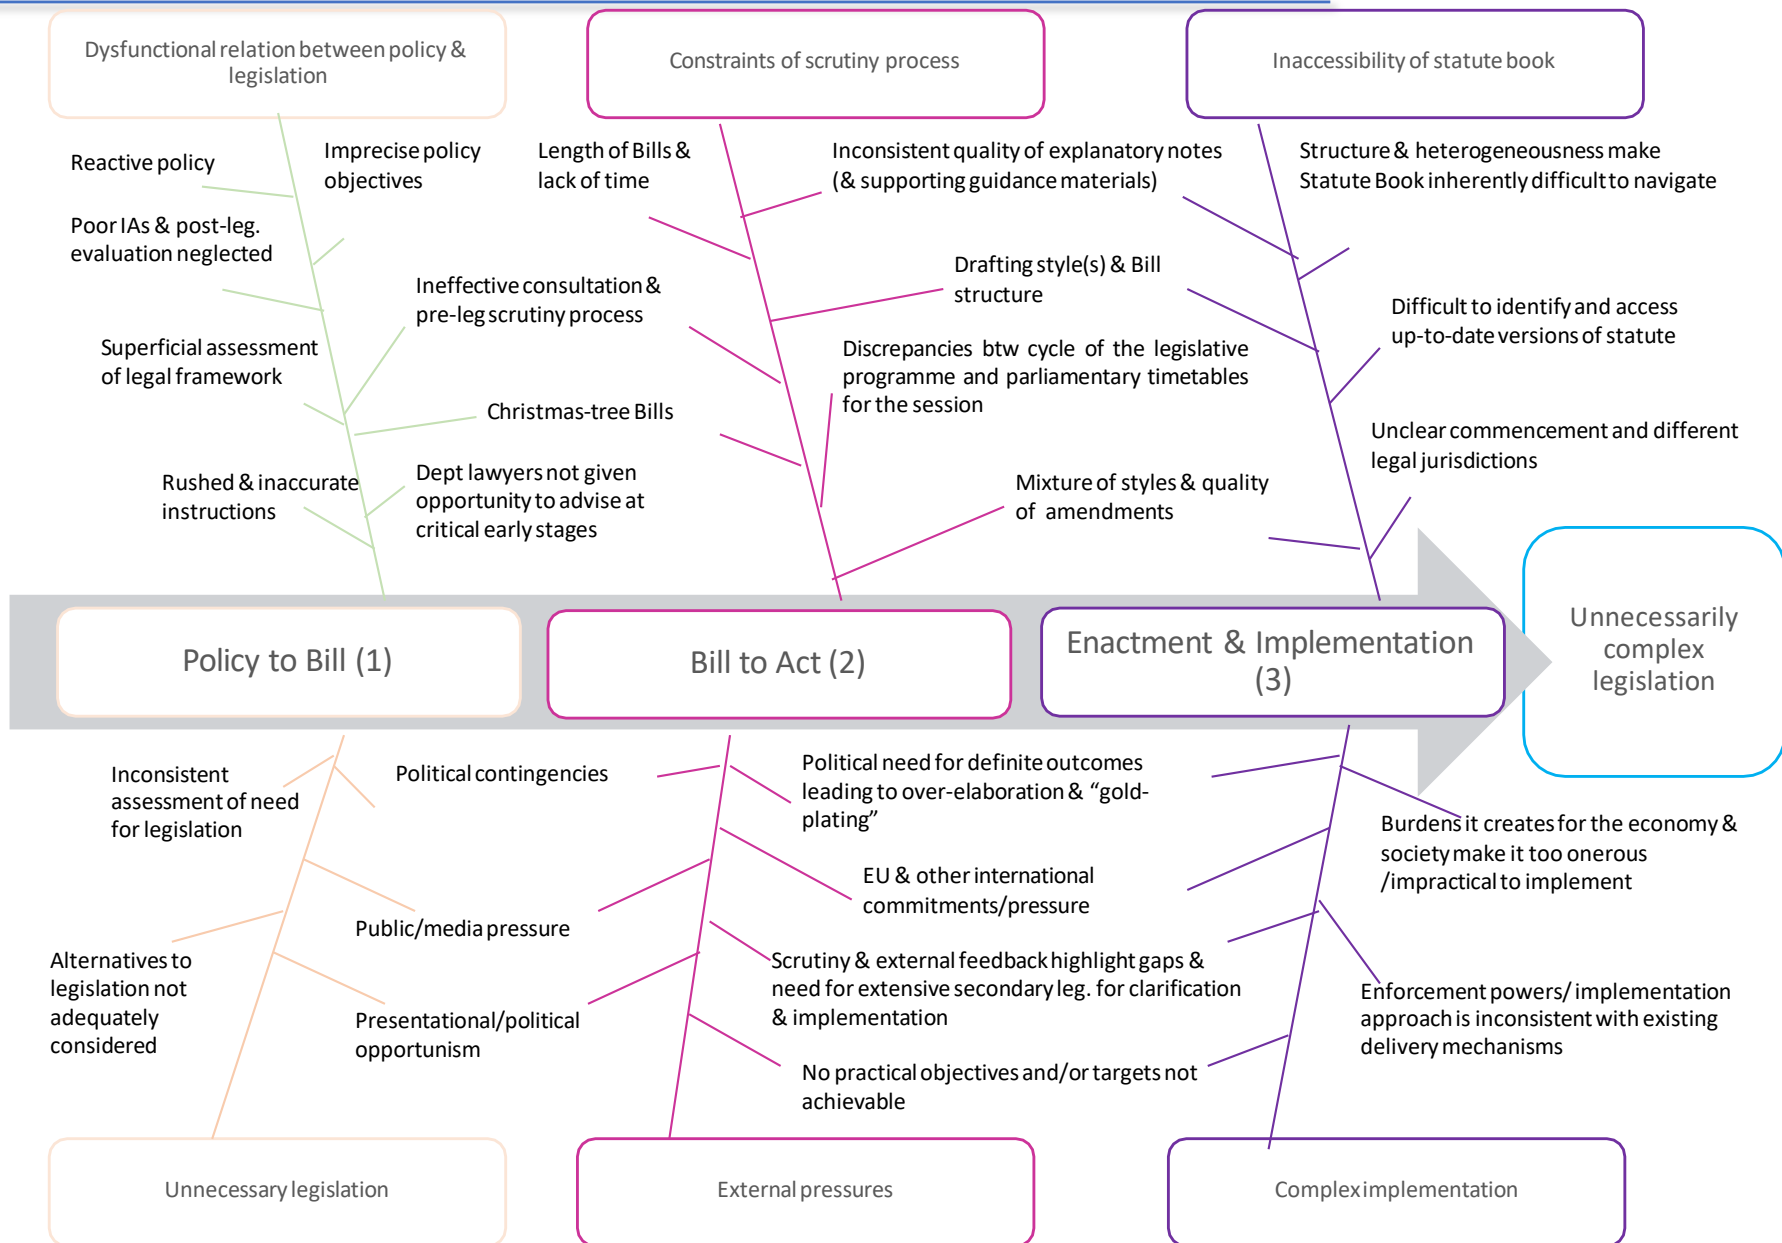 Dysfunctional relation between policy &
legislation
Constraints of scrutiny process
Inaccessibility of statute book
Reactive policy
Imprecise policy
objectives
Poor IAs & post-leg.
evaluation neglected
Ineffective consultation &
pre-leg scrutiny process
Superficial assessment
of legal framework
Christmas-tree Bills
Rushed & inaccurate
instructions
Dept lawyers not given
opportunity to advise at
critical early stages
Length of Bills &
lack of time
Inconsistent quality of explanatory notes
(& supporting guidance materials)
Drafting style(s) & Bill
structure
Discrepancies btw cycle of the legislative
programme and parliamentary timetables
for the session
Mixture of styles & quality
of amendments
Structure & heterogeneousness make
Statute Book inherently difficult to navigate
Difficult to identify and access
up-to-date versions of statute
Unclear commencement and different
legal jurisdictions
Policy to Bill (1)
Bill to Act (2)
Enactment & Implementation
(3)
Unnecessarily
complex
legislation
Inconsistent
assessment of need
for legislation
Political contingencies
Public/media pressure
Alternatives to
legislation not
adequately
considered
Presentational/political
opportunism
Political need for definite outcomes
leading to over-elaboration & “gold-
plating”
EU & other international
commitments/pressure
Scrutiny & external feedback highlight gaps &
need for extensive secondary leg. for clarification
& implementation
No practical objectives and/or targets not
achievable
Burdens it creates for the economy &
society make it too onerous
/impractical to implement
Enforcement powers/ implementation
approach is inconsistent with existing
delivery mechanisms
Unnecessary legislation
External pressures
Complex implementation